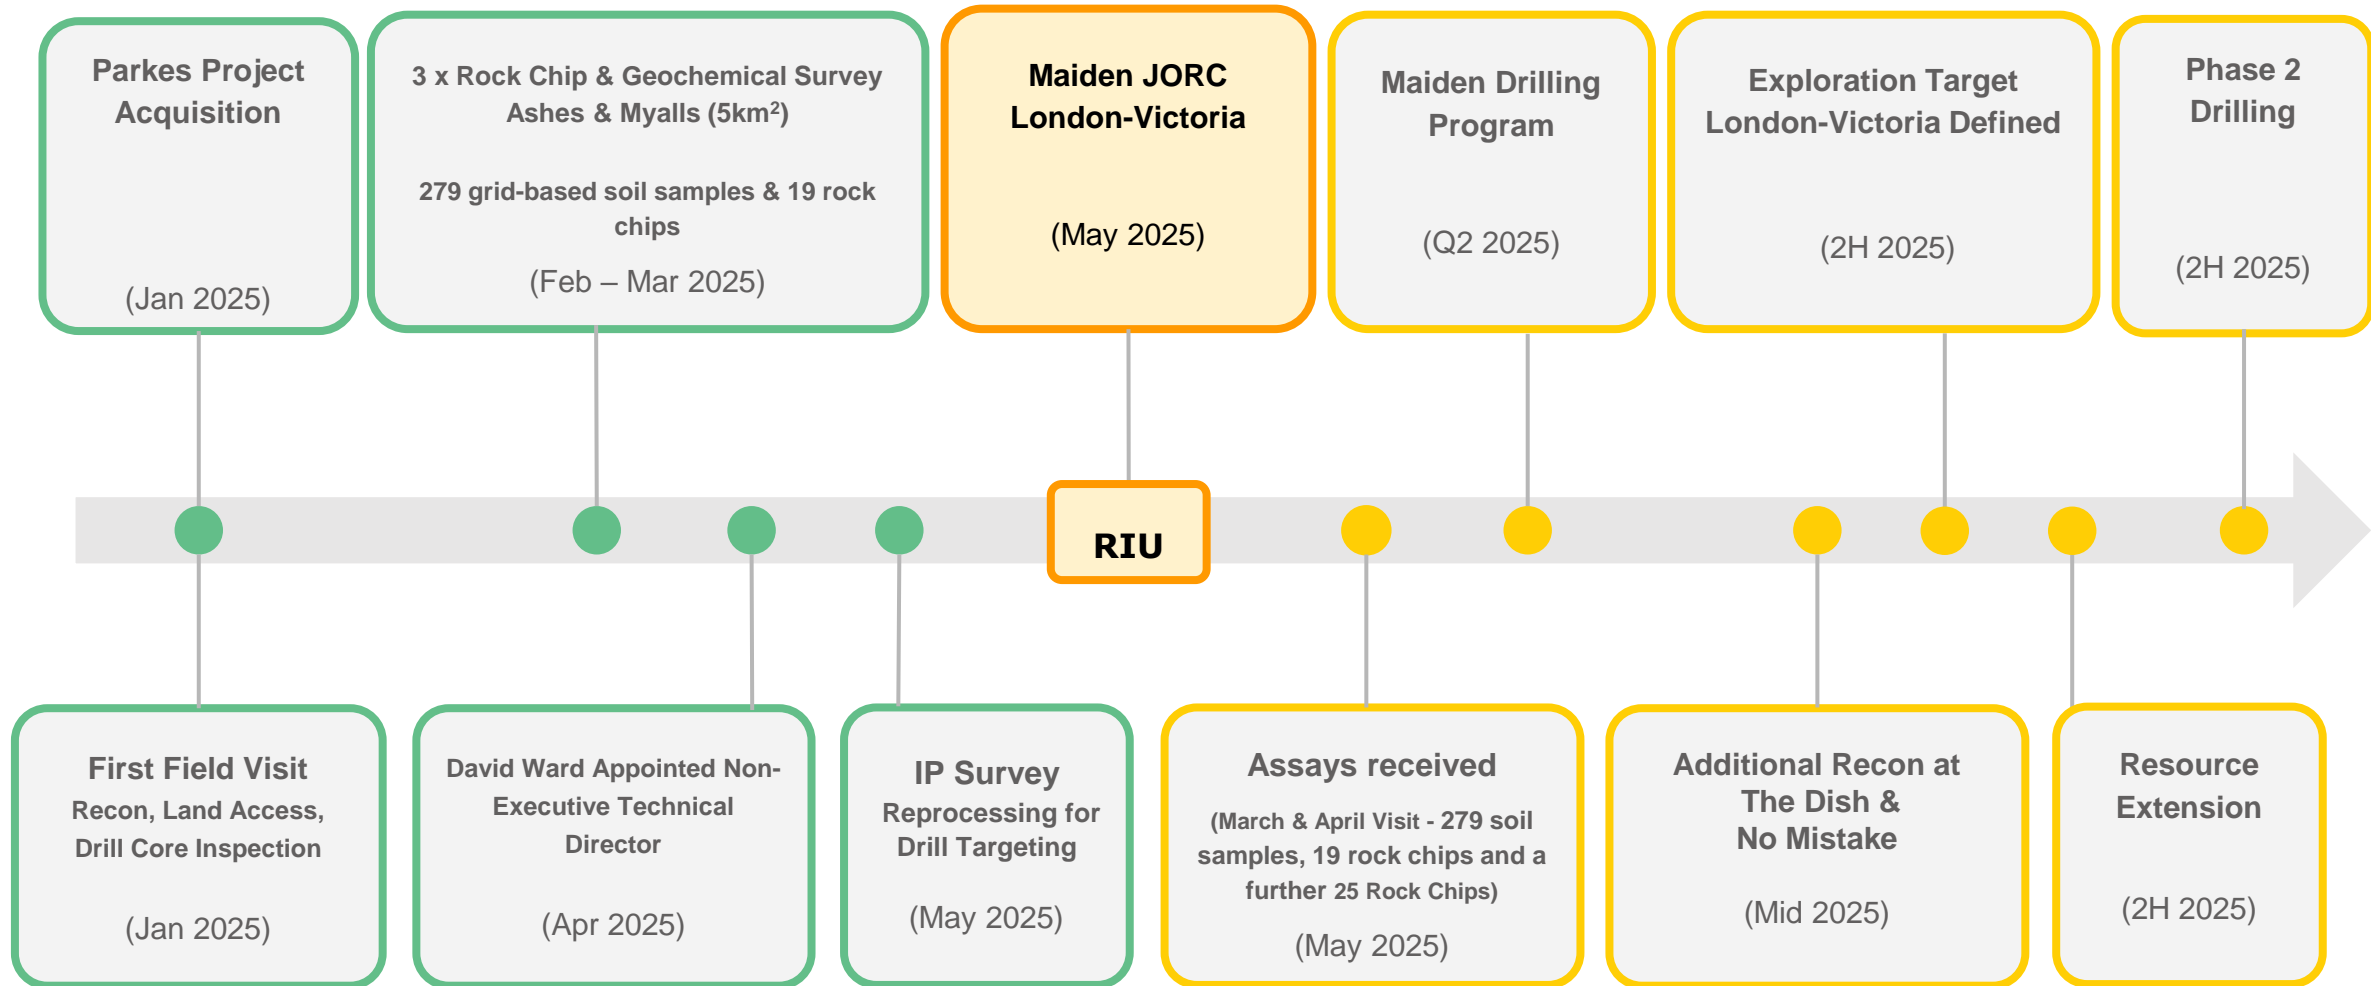 Parkes Project
Acquisition
(Jan 2025)
3 x Rock Chip & Geochemical Survey
Ashes & Myalls (5km²)
279 grid-based soil samples & 19 rock
chips
(Feb – Mar 2025)
Maiden JORC
London-Victoria
(May 2025)
Maiden Drilling
Program
(Q2 2025)
Exploration Target
London-Victoria Defined
(2H 2025)
Phase 2
Drilling
(2H 2025)
RIU
First Field Visit
Recon, Land Access,
Drill Core Inspection
(Jan 2025)
David Ward Appointed Non-
Executive Technical
Director
(Apr 2025)
IP Survey
Reprocessing for
Drill Targeting
(May 2025)
Assays received
(March & April Visit - 279 soil
samples, 19 rock chips and a
further 25 Rock Chips)
(May 2025)
Additional Recon at
The Dish &
No Mistake
(Mid 2025)
Resource
Extension
(2H 2025)